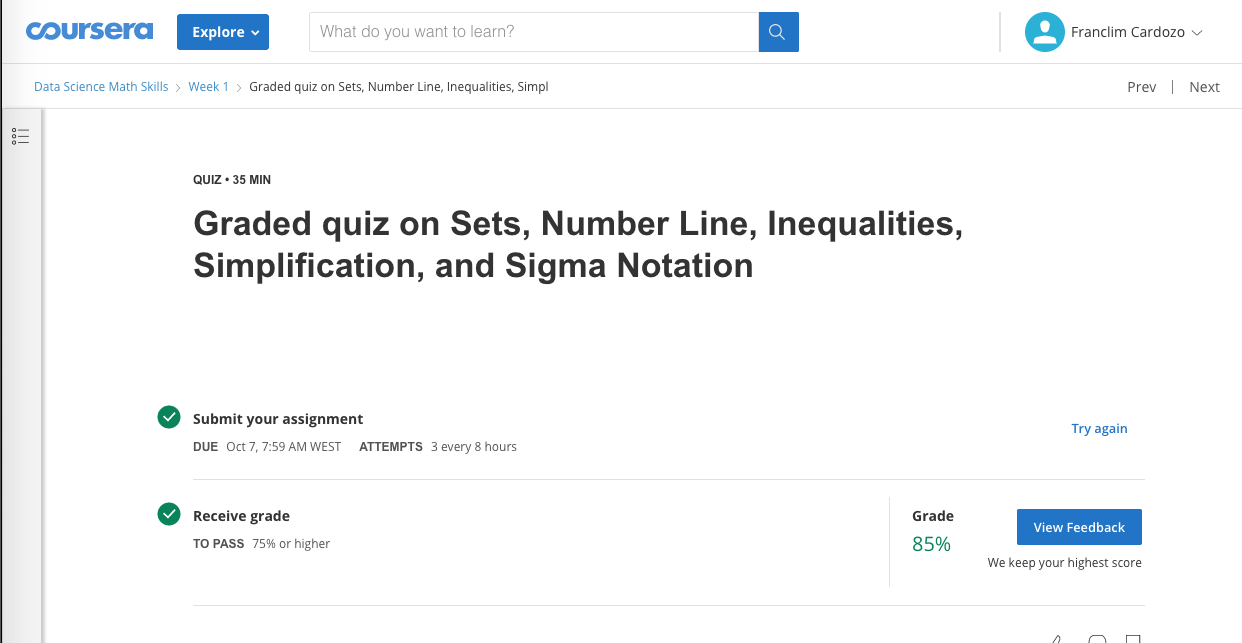 coursera
Explore
What do you want to learn?
Franclim Cardozo
Data Science Math Skills > Week 1 > Graded quiz on Sets, Number Line, Inequalities, Simpl
Prev | Next
QUIZ • 35 MIN
Graded quiz on Sets, Number Line, Inequalities,
Simplification, and Sigma Notation
Submit your assignment
DUE Oct 7, 7:59 AM WEST ATTEMPTS 3 every 8 hours
Try again
Receive grade
TO PASS 75% or higher
Grade
85%
View Feedback
We keep your highest score